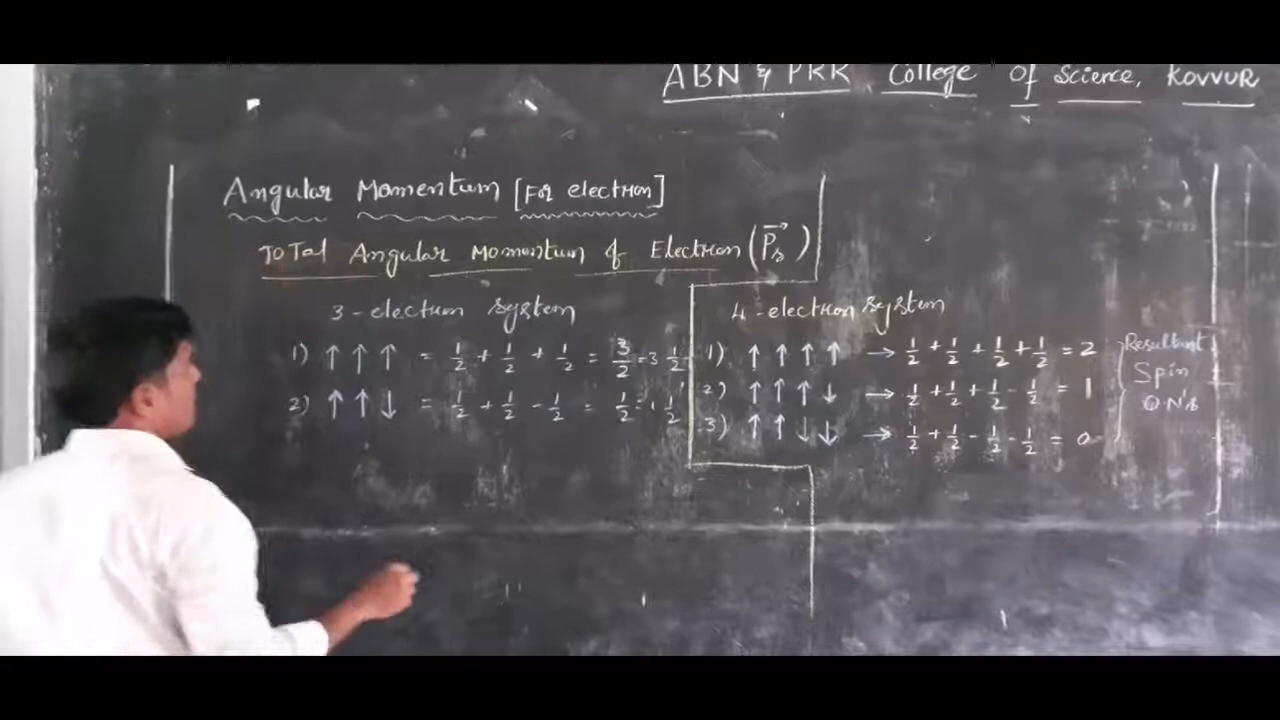 ABN & PRR College Of Science, KOVVUR
Angular Momentum [For electron]
Total Angular Momentum of Electron (P⃗s)
3-electron system
1) ↑ ↑ ↑ = 1/2 + 1/2 + 1/2 = 3/2 = 3 1/2
2) ↑ ↑ ↓ = 1/2 + 1/2 - 1/2 = 1/2 = 1 1/2
4-electron system
1) ↑ ↑ ↑ ↑ → 1/2 + 1/2 + 1/2 + 1/2 = 2
2) ↑ ↑ ↑ ↓ → 1/2 + 1/2 + 1/2 - 1/2 = 1
3) ↑ ↑ ↓ ↓ → 1/2 + 1/2 - 1/2 - 1/2 = 0
Resultant
Spin
Q.N's